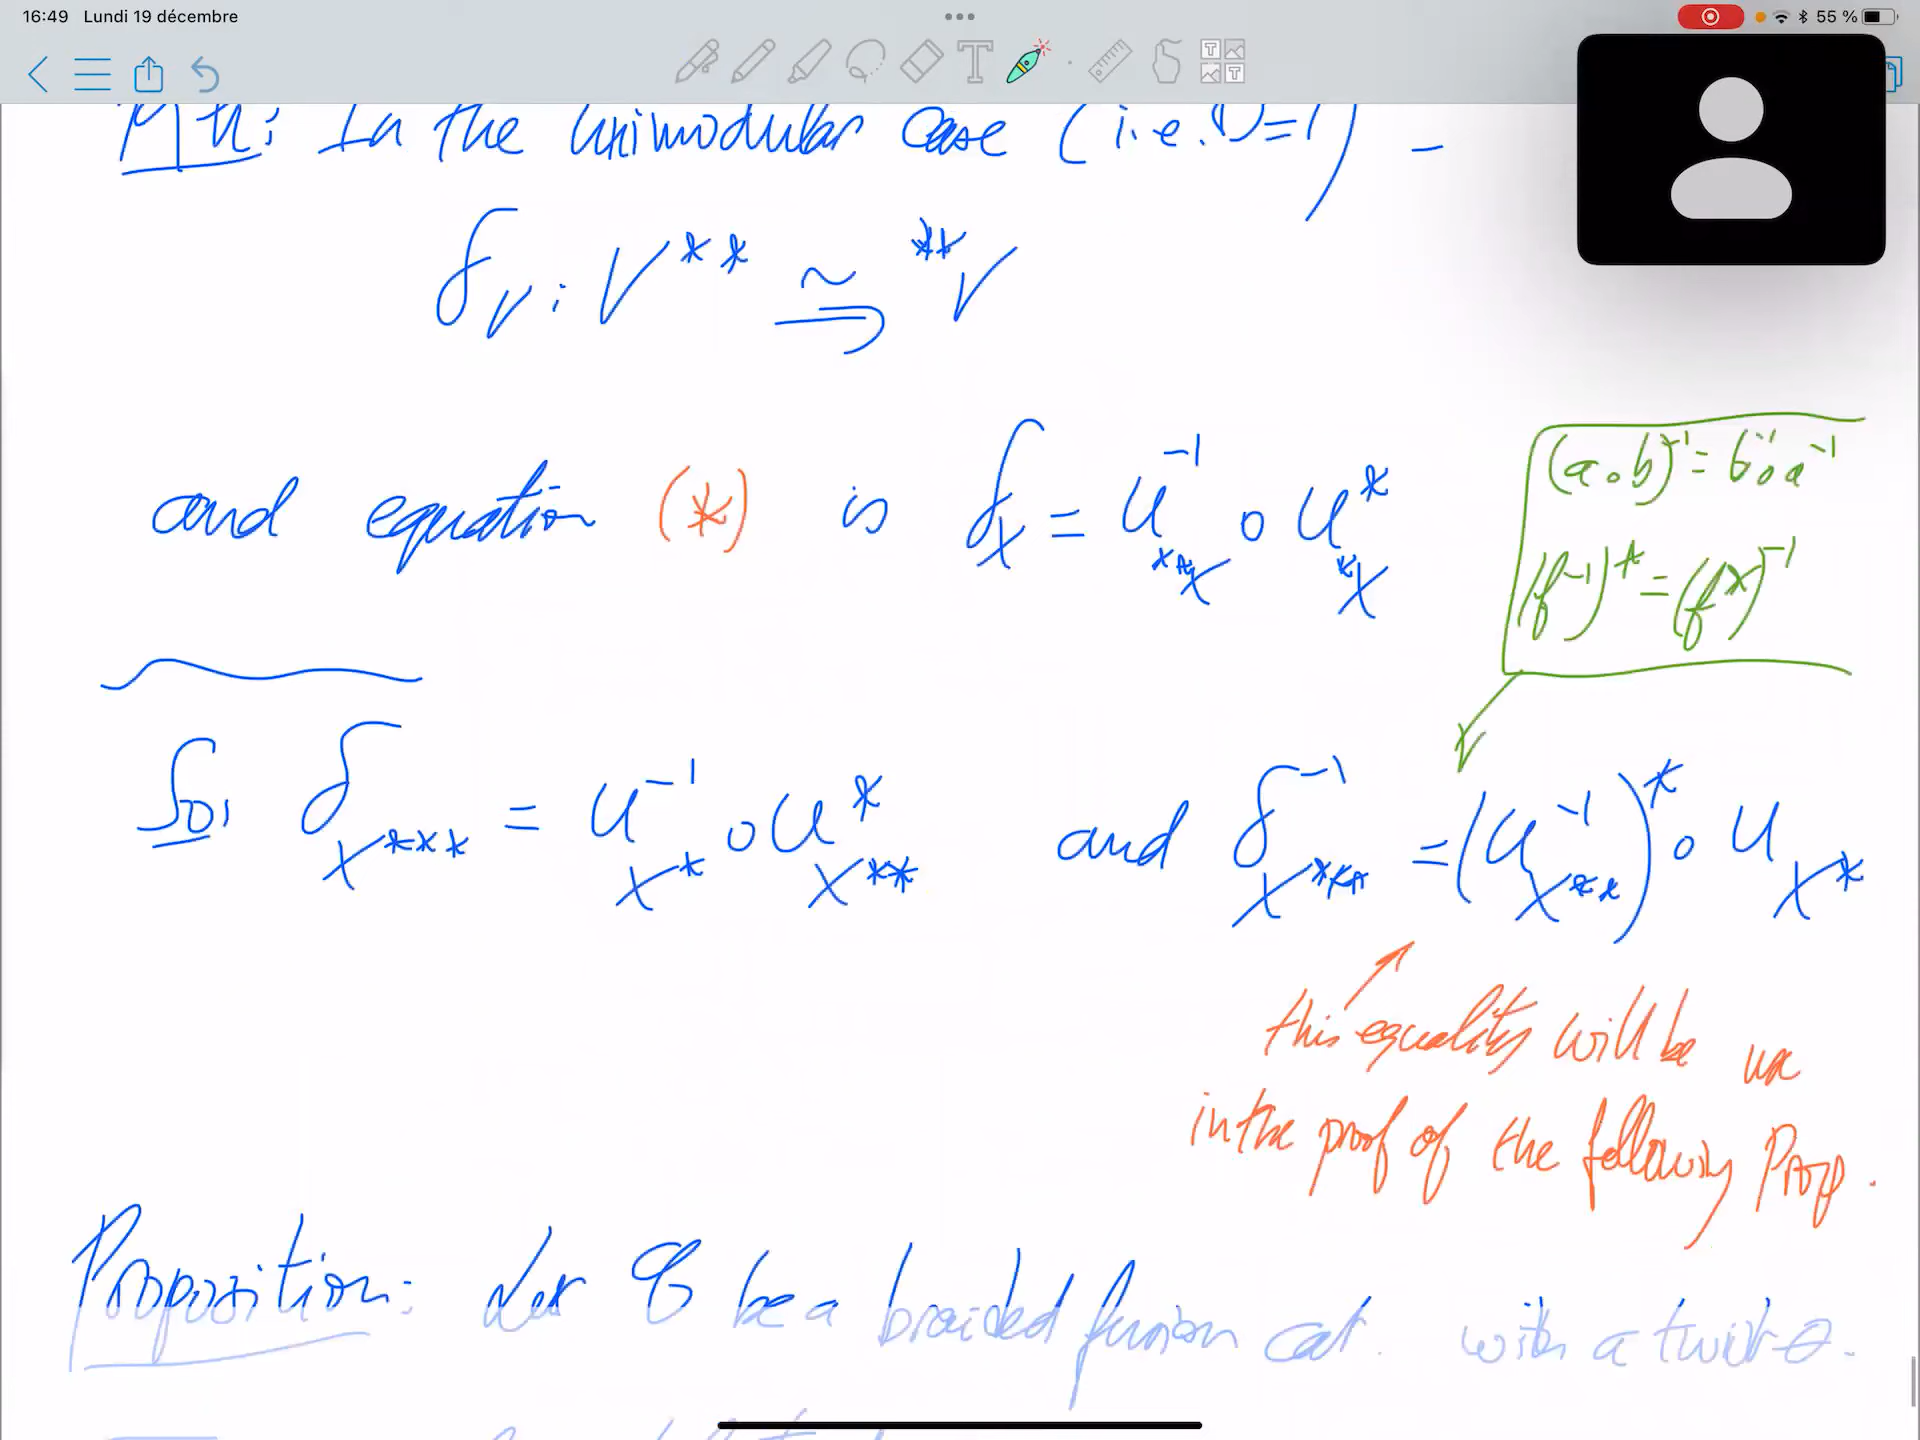 16:49 Lundi 19 décembre 55 %
In the unimodular case (i.e. D=1) -
δ_V : V** ≅⟹ **V
and equation (*) is δ_X = u^{-1}_{**X} ∘ u^*_{*X}
(a∘b)^{-1} = b^{-1}∘a^{-1}
(f^{-1})^* = (f^*)^{-1}
So, δ_{X***} = u^{-1}_{X*} ∘ u^*_{X**} and δ^{-1}_{X***} = (u^{-1}_{X**})^* ∘ u_{X*}
this equality will be
in the proof of the following Prop.
Proposition: Let 𝒞 be a braided fusion cat. with a twist θ.